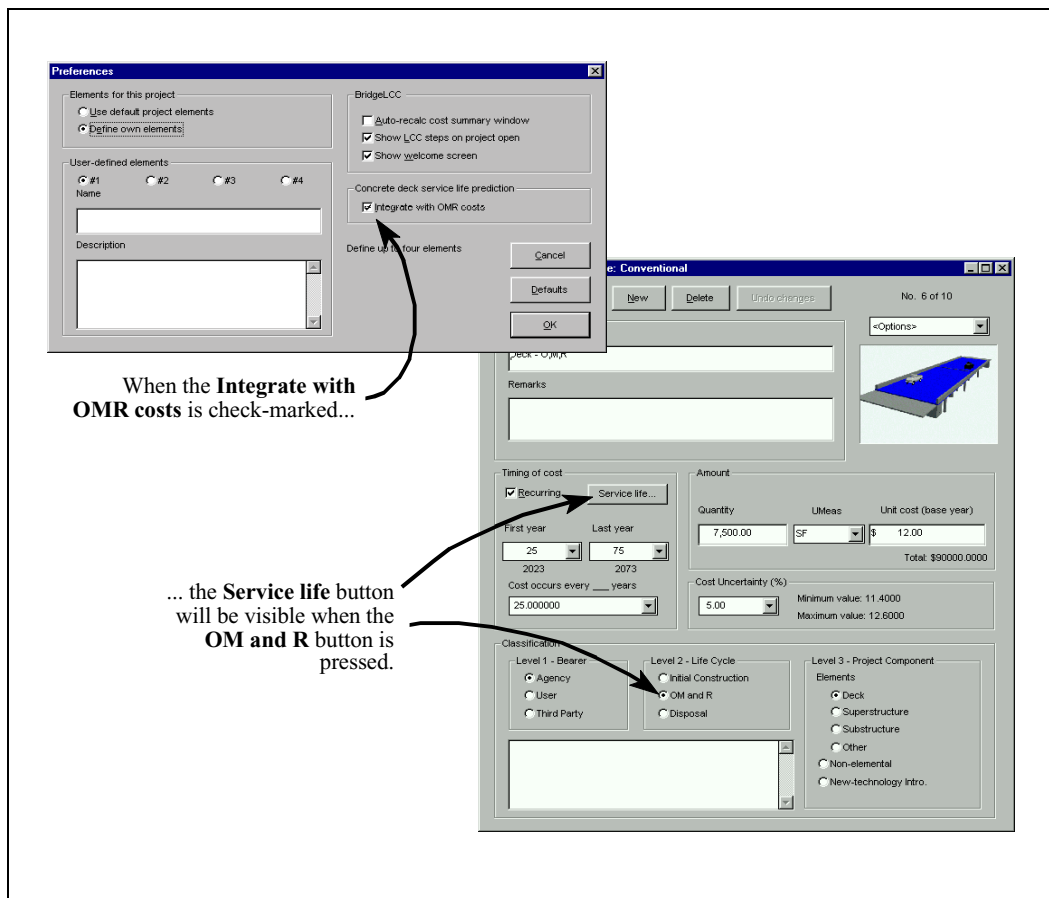 Preferences
Elements for this project
Use default project elements
Define own elements
User-defined elements
#1 #2 #3 #4
Name
Description
BridgeLCC
Auto-recalc cost summary window
Show LCC steps on project open
Show welcome screen
Concrete deck service life prediction
Integrate with OMR costs
Define up to four elements
Cancel
Defaults
OK
When the Integrate with
OMR costs is check-marked...
e: Conventional
New Delete Undo changes No. 6 of 10
<Options>
Deck - O,M,R
Remarks
Timing of cost
Recurring Service life...
First year Last year
25 75
2023 2073
Cost occurs every ___ years
25.000000
Amount
Quantity UMeas Unit cost (base year)
7,500.00 SF $ 12.00
Total: $90000.0000
Cost Uncertainty (%)
5.00
Minimum value: 11.4000
Maximum value: 12.6000
... the Service life button
will be visible when the
OM and R button is
pressed.
Classification
Level 1 - Bearer
Agency
User
Third Party
Level 2 - Life Cycle
Initial Construction
OM and R
Disposal
Level 3 - Project Component
Elements
Deck
Superstructure
Substructure
Other
Non-elemental
New-technology Intro.